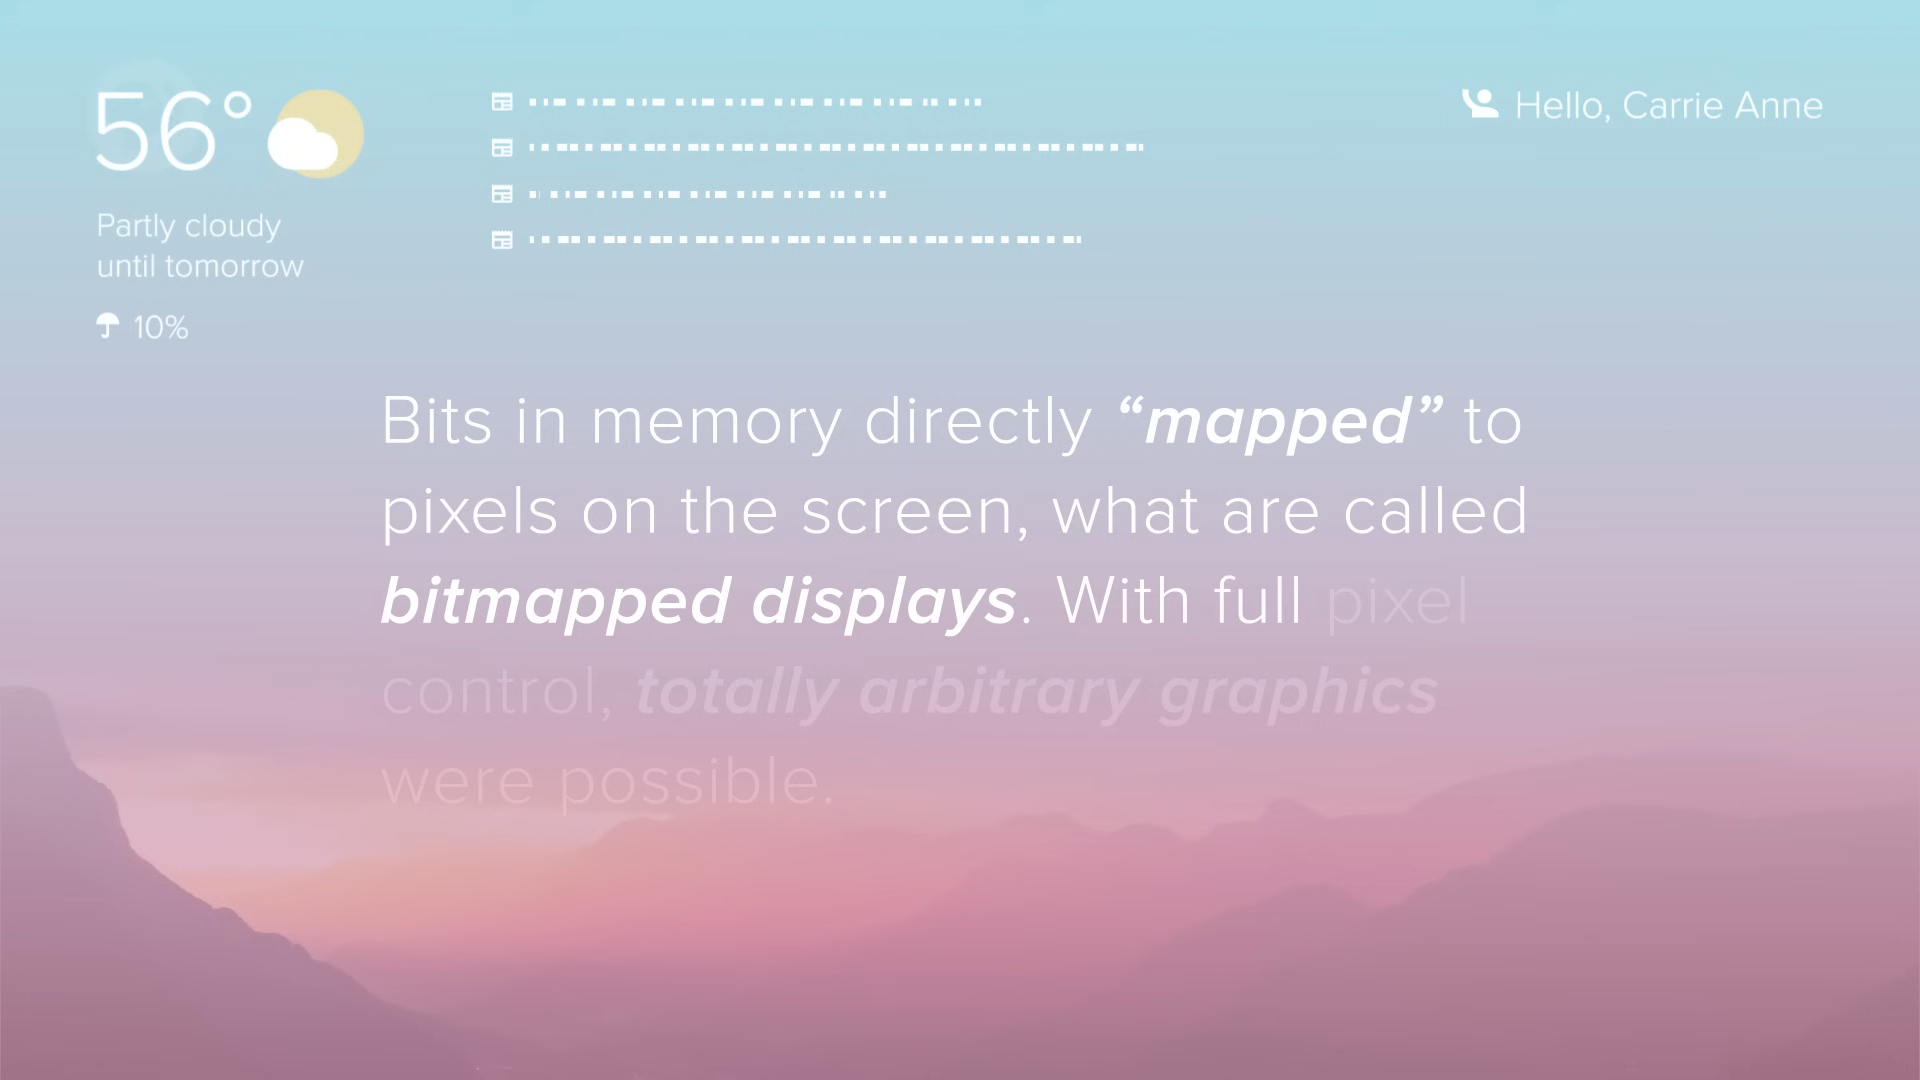 56°
Partly cloudy
until tomorrow
10%
Hello, Carrie Anne
Bits in memory directly “mapped” to
pixels on the screen, what are called
bitmapped displays. With full pixel
control, totally arbitrary graphics
were possible.